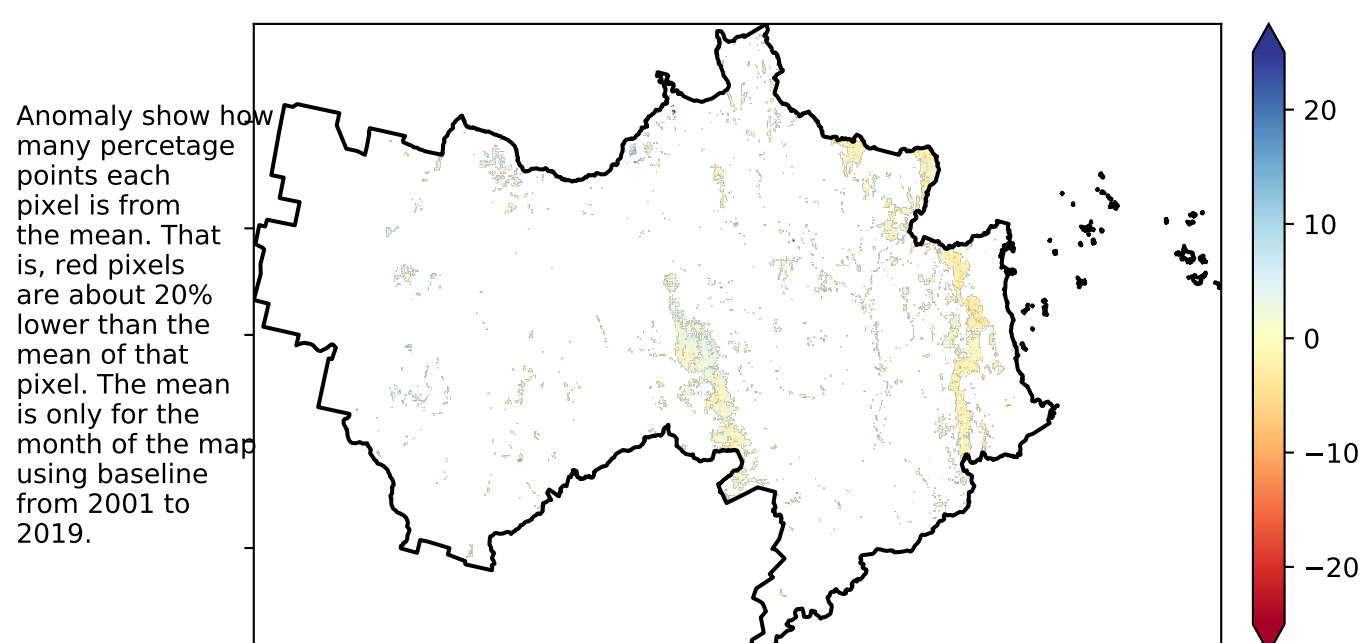 Anomaly show how
many percetage
points each
pixel is from
the mean. That
is, red pixels
are about 20%
lower than the
mean of that
pixel. The mean
is only for the
month of the map
using baseline
from 2001 to
2019.
20
10
0
−10
−20